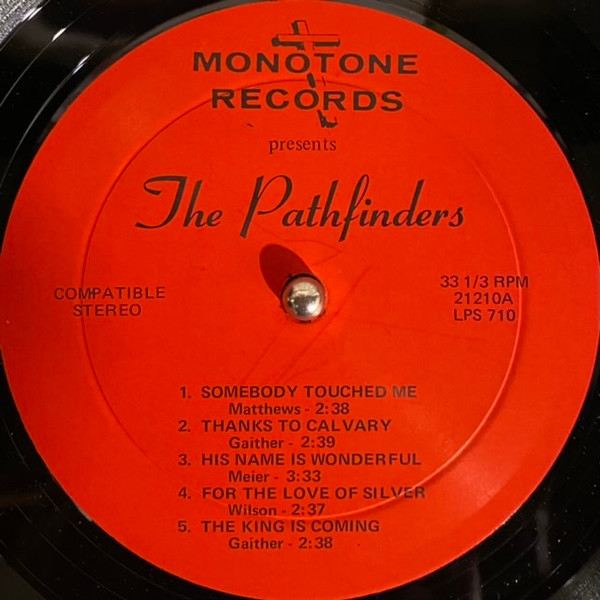 MONOTONE
RECORDS
presents
The Pathfinders
COMPATIBLE
STEREO
33 1/3 RPM
21210A
LPS 710
1. SOMEBODY TOUCHED ME
Matthews - 2:38
2. THANKS TO CALVARY
Gaither - 2:39
3. HIS NAME IS WONDERFUL
Meier - 3:33
4. FOR THE LOVE OF SILVER
Wilson - 2:37
5. THE KING IS COMING
Gaither - 2:38